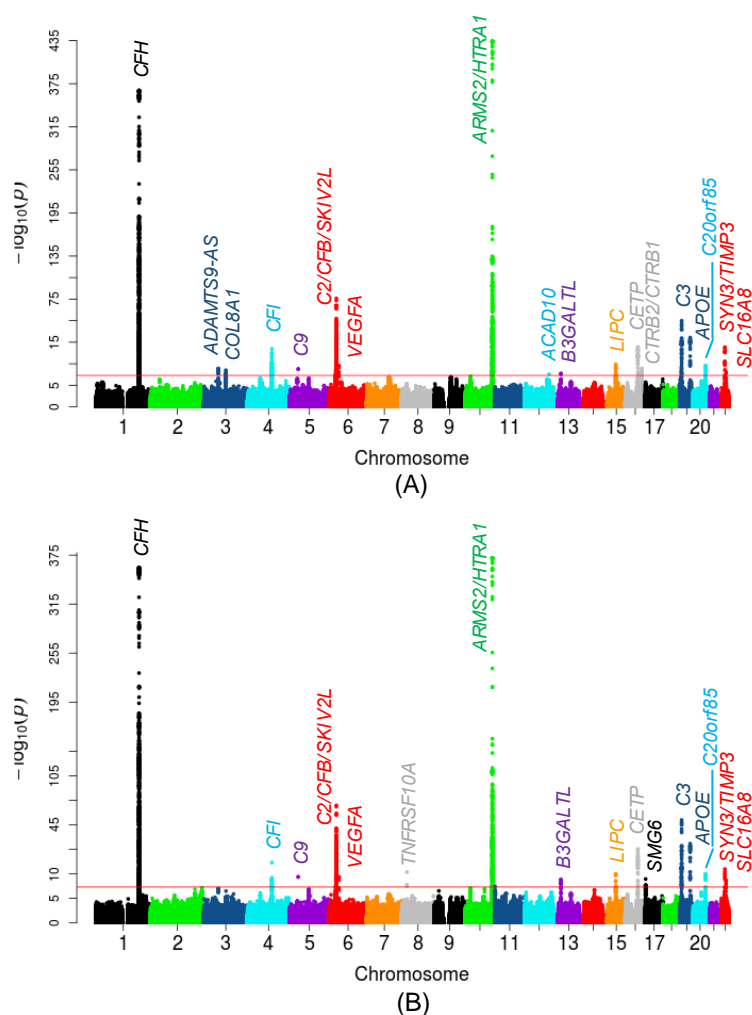 435
375
315
255
195
135
75
15
5
0
−log10(p)
CFH
ADAMTS9-AS
COL8A1
CFI
C9
C2/CFB/SKIV2L
VEGFA
ARMS2/HTRA1
ACAD10
B3GALTL
LIPC
CETP
CTRB2/CTRB1
C3
APOE
C20orf85
SYN3/TIMP3
SLC16A8
1 2 3 4 5 6 7 8 9 10 11 12 13 15 17 20
Chromosome
(A)
375
315
255
195
105
45
10
5
0
−log10(p)
CFH
CFI
C9
C2/CFB/SKIV2L
VEGFA
TNFRSF10A
ARMS2/HTRA1
B3GALTL
LIPC
CETP
SMG6
C3
APOE
C20orf85
SYN3/TIMP3
SLC16A8
1 2 3 4 5 6 7 8 9 10 11 13 15 17 20
Chromosome
(B)